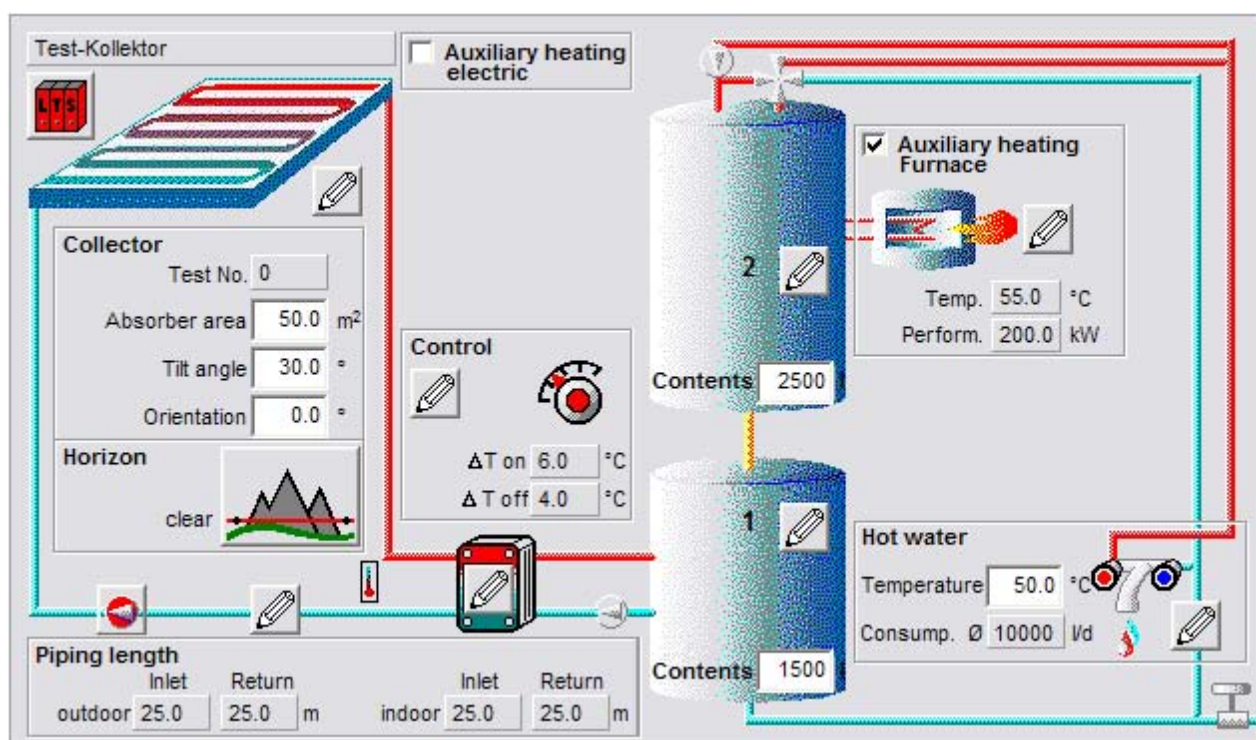 Test-Kollektor
LTS
Auxiliary heating
electric
Collector
Test No. 0
Absorber area 50.0 m²
Tilt angle 30.0 °
Orientation 0.0 °
Horizon
clear
Control
ΔT on 6.0 °C
ΔT off 4.0 °C
2
Contents 2500
Auxiliary heating
Furnace
Temp. 55.0 °C
Perform. 200.0 kW
1
Contents 1500
Hot water
Temperature 50.0 °C
Consump. Ø 10000 l/d
Piping length
Inlet Return Inlet Return
outdoor 25.0 25.0 m indoor 25.0 25.0 m